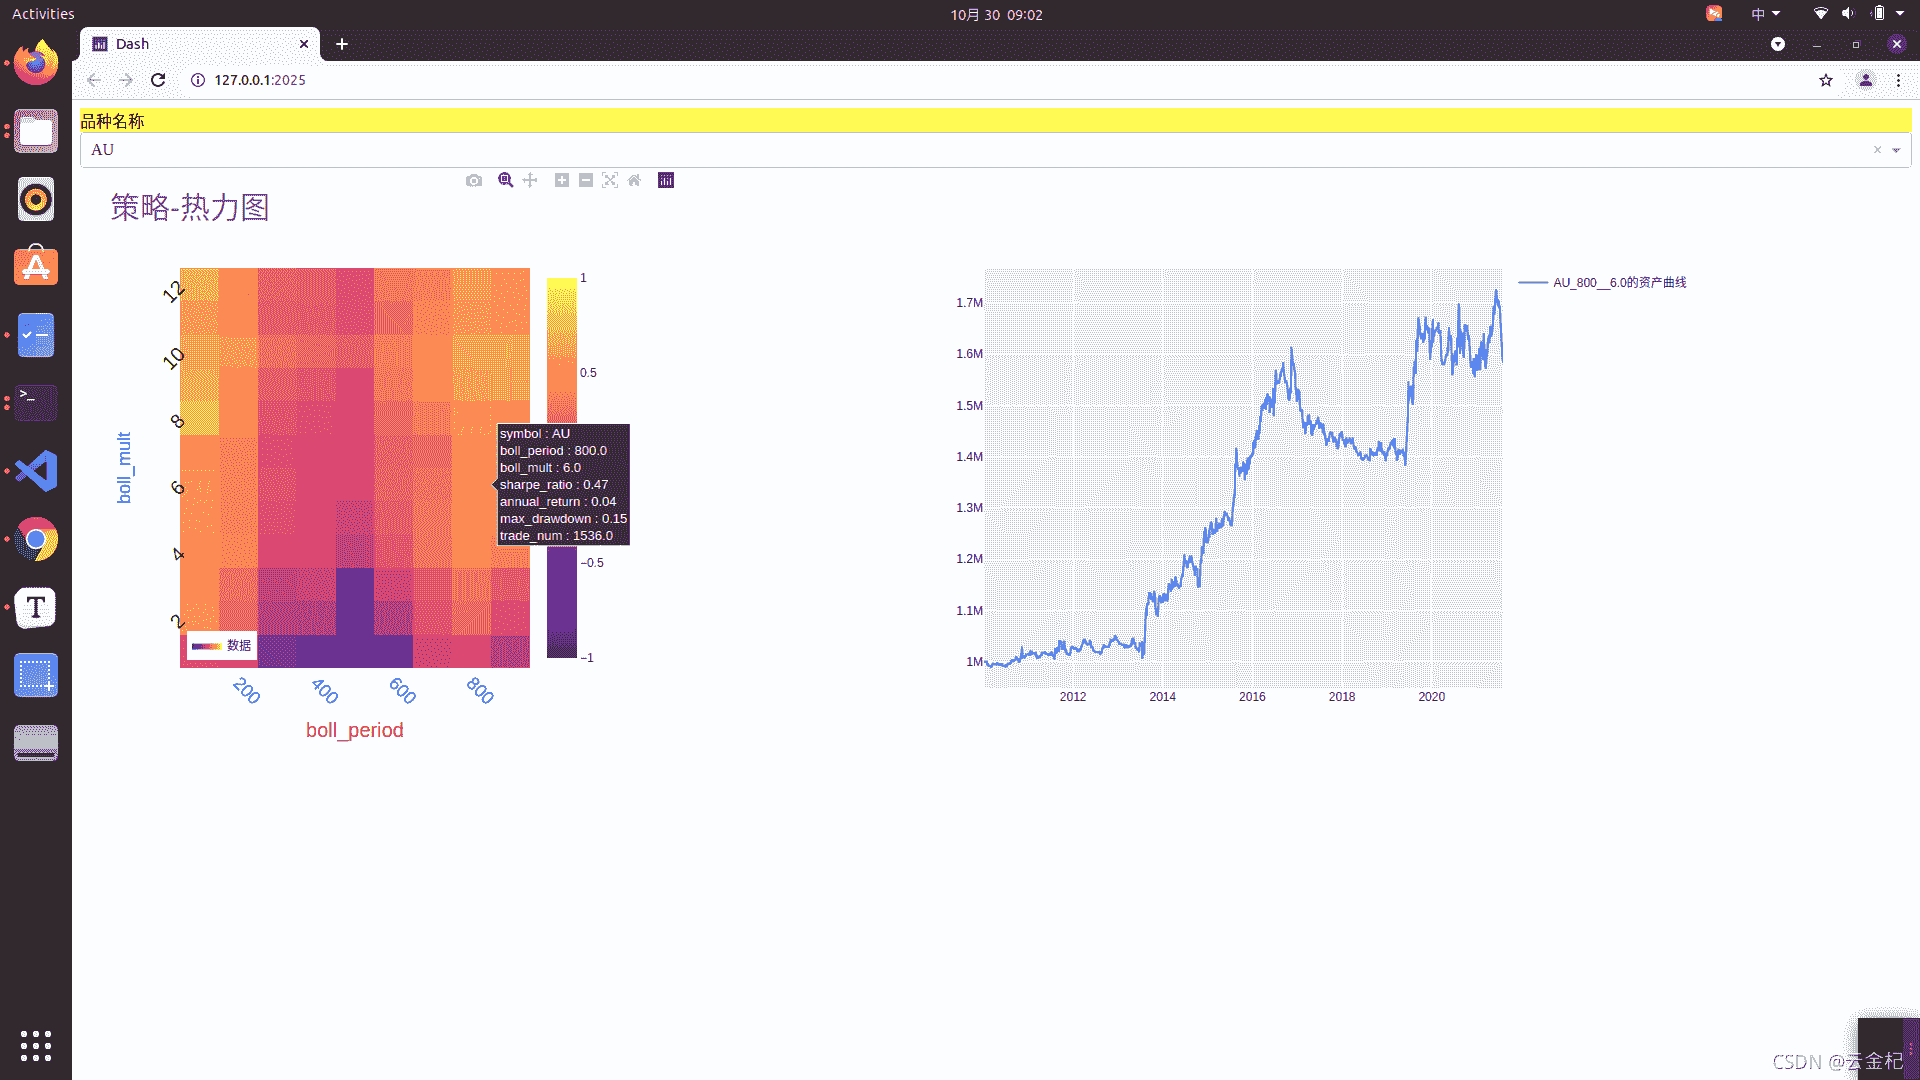 Activities
10月 30 09:02
中
Dash
127.0.0.1:2025
品种名称
AU
策略-热力图
12
10
8
6
4
2
boll_mult
数据
200
400
600
800
boll_period
1
0.5
−0.5
−1
symbol : AU
boll_period : 800.0
boll_mult : 6.0
sharpe_ratio : 0.47
annual_return : 0.04
max_drawdown : 0.15
trade_num : 1536.0
1.7M
1.6M
1.5M
1.4M
1.3M
1.2M
1.1M
1M
2012
2014
2016
2018
2020
AU_800__6.0的资产曲线
CSDN @云金杞